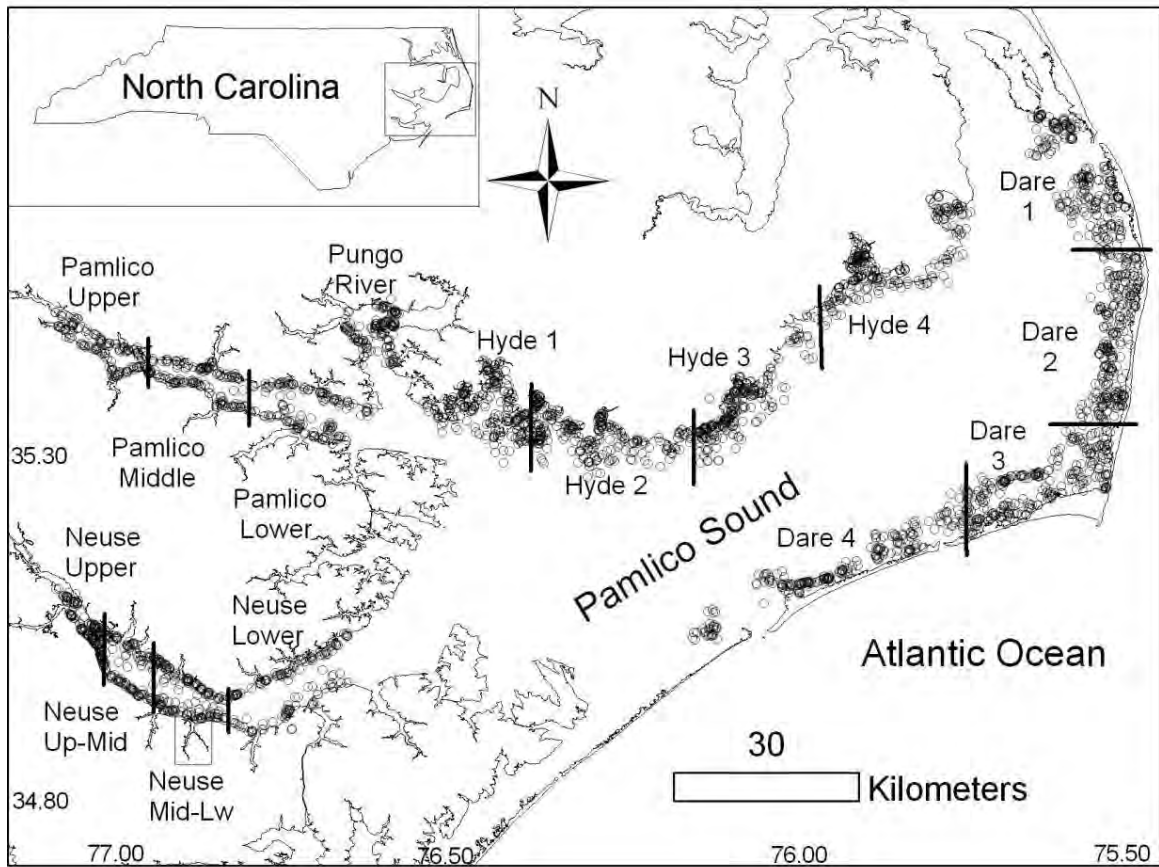 North Carolina
N
Dare
1
Pamlico
Upper
Pungo
River
Hyde 1
Hyde 3
Hyde 4
Dare
2
Pamlico
Middle
35.30
Hyde 2
Dare
3
Pamlico
Lower
Neuse
Upper
Dare 4
Pamlico Sound
Neuse
Lower
Atlantic Ocean
Neuse
Up-Mid
Neuse
Mid-Lw
30
Kilometers
34.80
77.00
76.50
76.00
75.50